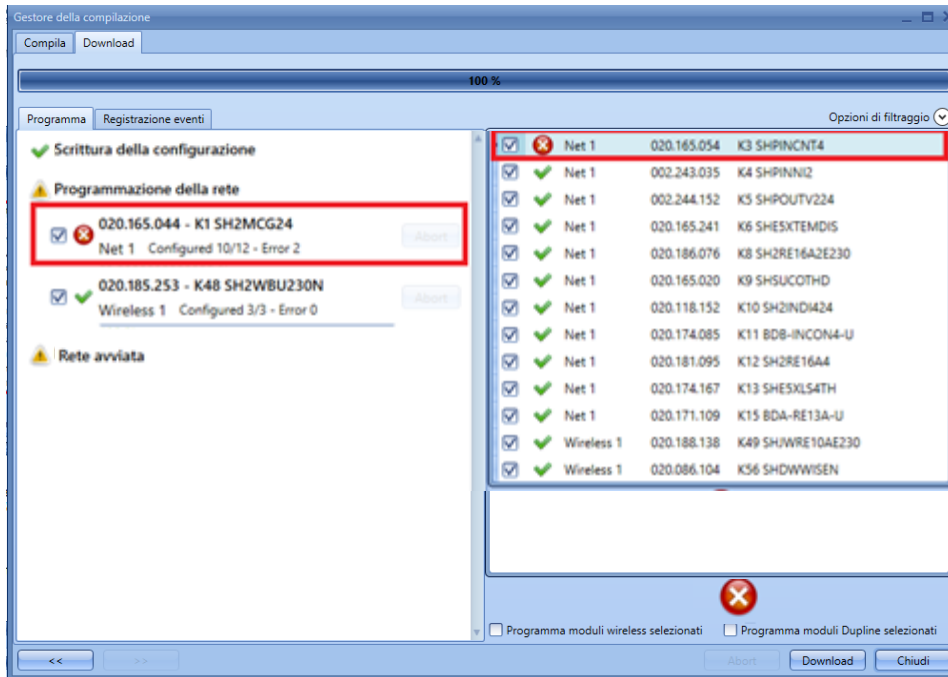 Gestore della compilazione
Compila Download
100 %
Programma Registrazione eventi
Opzioni di filtraggio
Scrittura della configurazione
Programmazione della rete
020.165.044 - K1 SH2MCG24
Net 1 Configured 10/12 - Error 2
Abort
020.185.253 - K48 SH2WBU230N
Wireless 1 Configured 3/3 - Error 0
Abort
Rete avviata
Net 1 020.165.054 K3 SHPINCNT4
Net 1 002.243.035 K4 SHPINNI2
Net 1 002.244.152 K5 SHPOUTV224
Net 1 020.165.241 K6 SHE5XTEMDIS
Net 1 020.186.076 K8 SH2RE16A2E230
Net 1 020.165.020 K9 SHSUCOTHD
Net 1 020.118.152 K10 SH2INDI424
Net 1 020.174.085 K11 BDB-INCON4-U
Net 1 020.181.095 K12 SH2RE16A4
Net 1 020.174.167 K13 SHE5XLS4TH
Net 1 020.171.109 K15 BDA-RE13A-U
Wireless 1 020.188.138 K49 SHJWRE10AE230
Wireless 1 020.086.104 K56 SHDWWISEN
Programma moduli wireless selezionati Programma moduli Dupline selezionati
<< >> Abort Download Chiudi